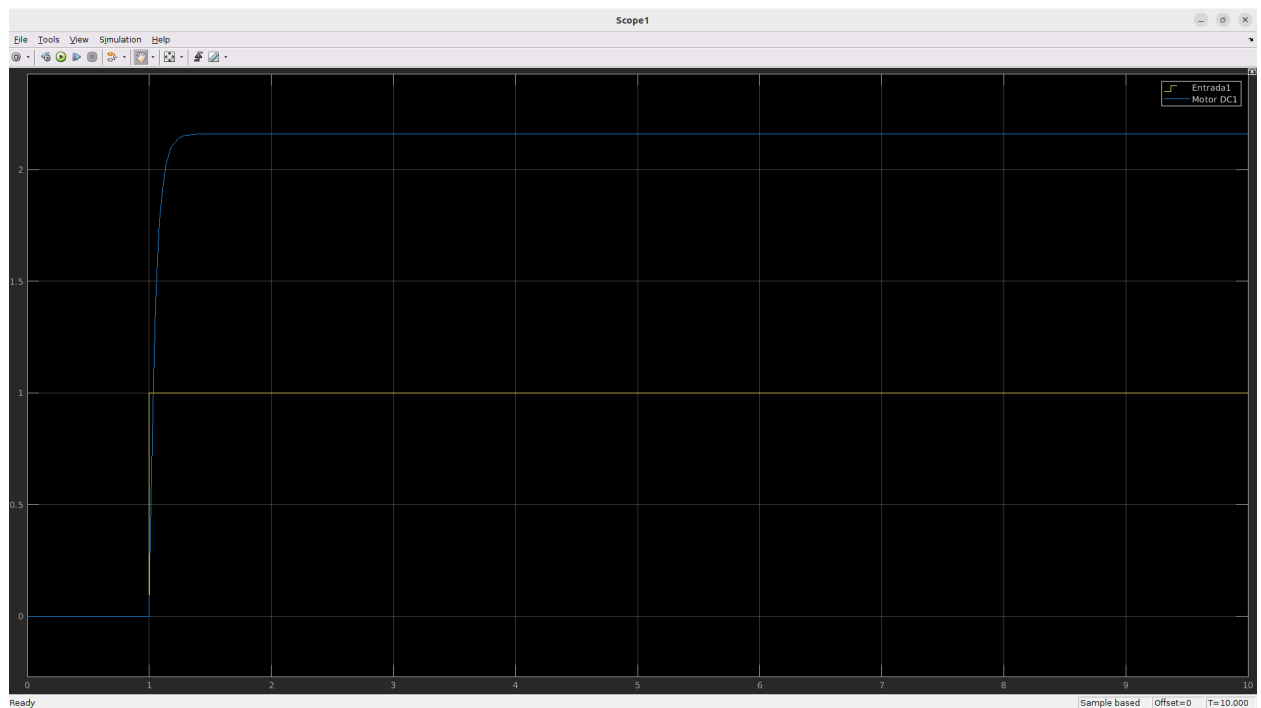 Scope1
File Tools View Simulation Help
Entrada1
Motor DC1
2
1.5
1
0.5
0
0 1 2 3 4 5 6 7 8 9 10
Ready Sample based Offset=0 T=10.000